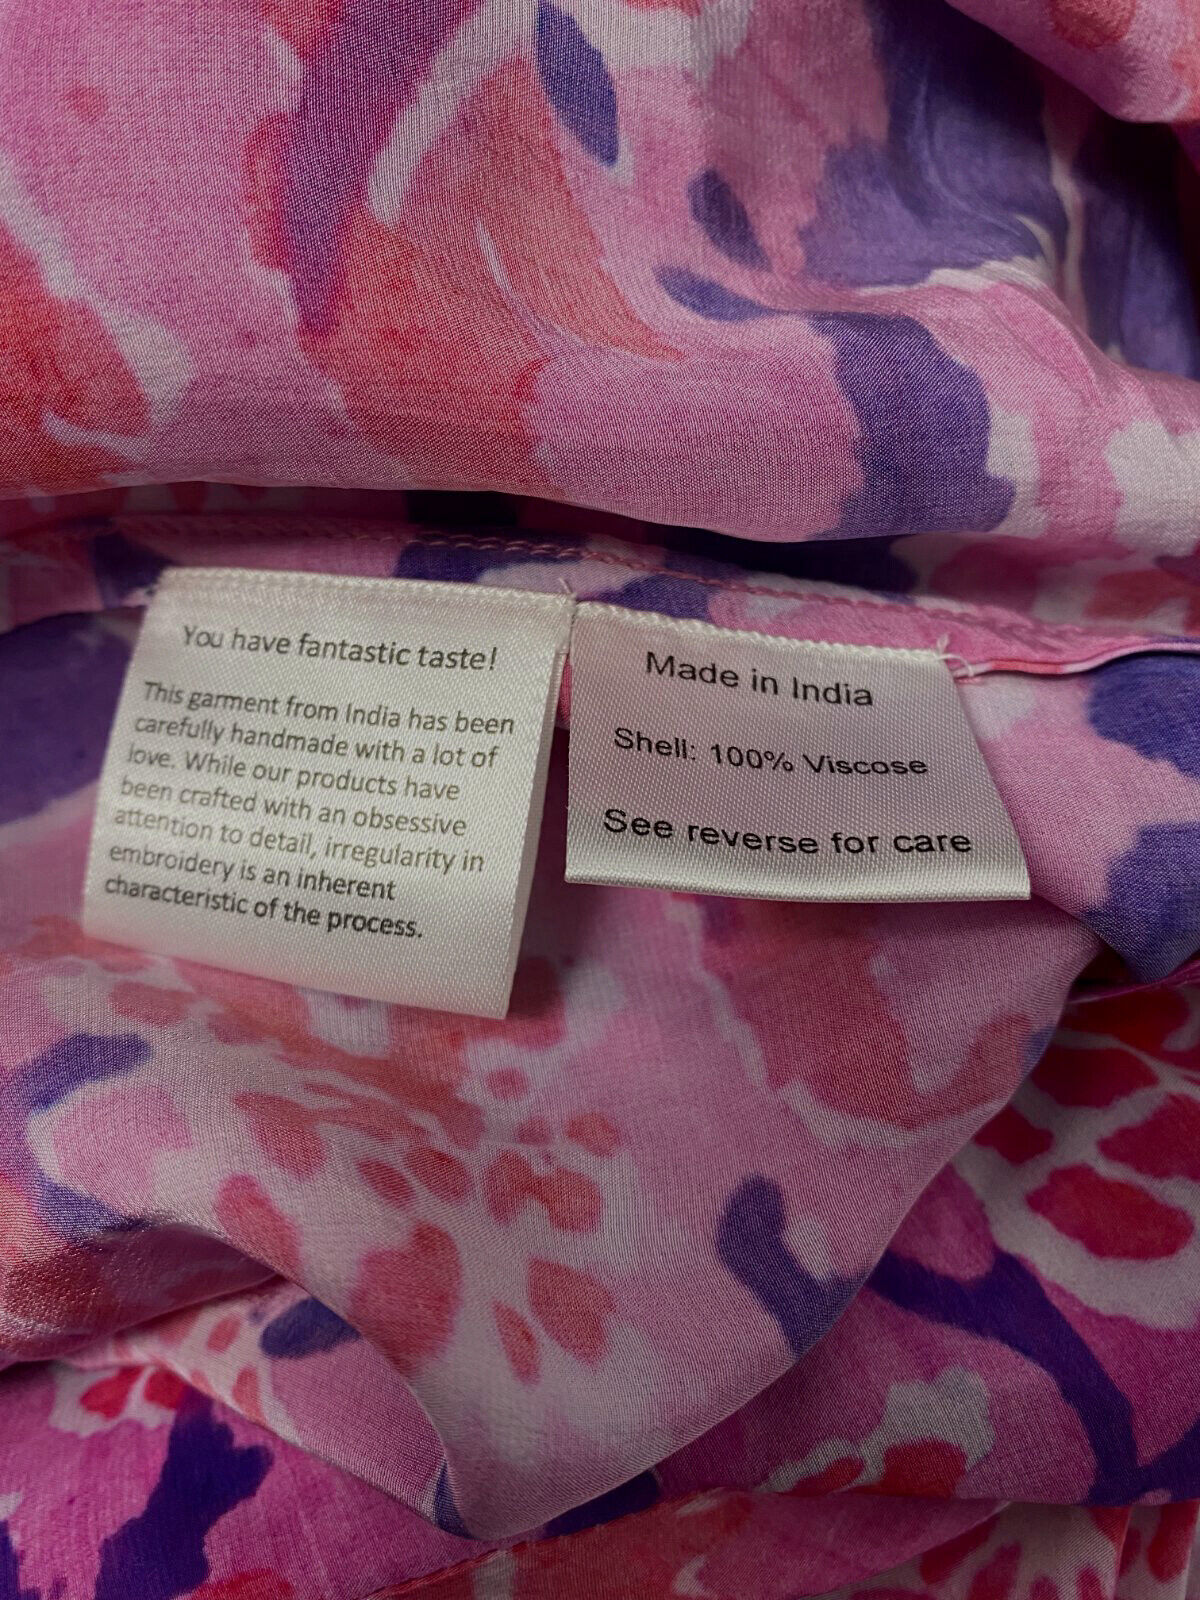 You have fantastic taste!
This garment from India has been
carefully handmade with a lot of
love. While our products have
been crafted with an obsessive
attention to detail, irregularity in
embroidery is an inherent
characteristic of the process.
Made in India
Shell: 100% Viscose
See reverse for care